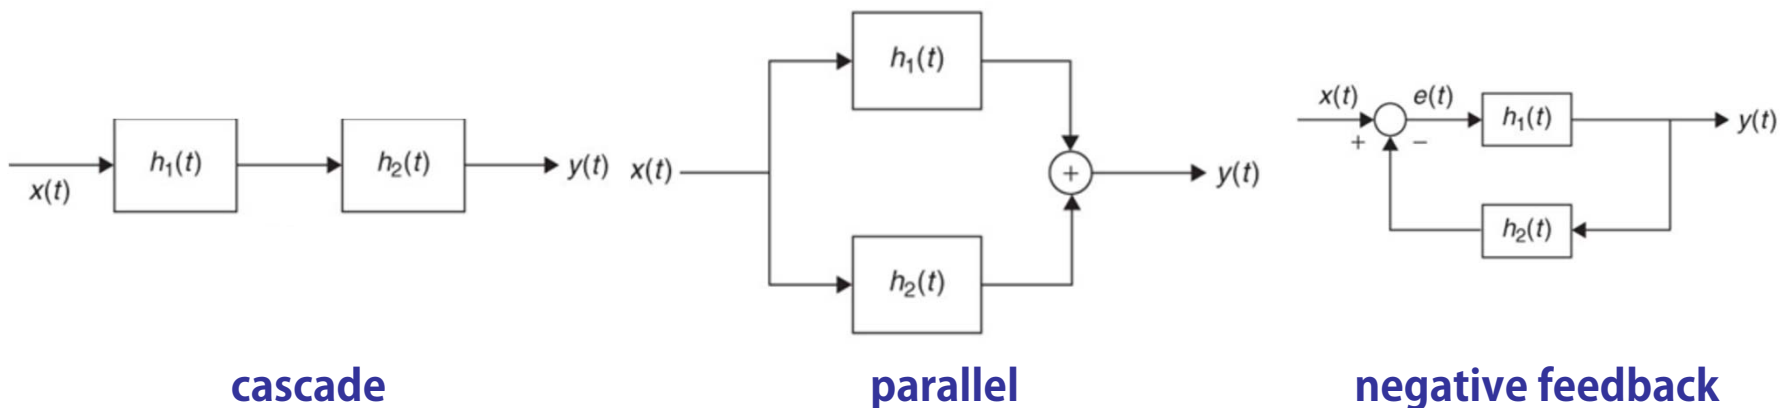 x(t)
h₁(t)
h₂(t)
y(t)
cascade
x(t)
h₁(t)
h₂(t)
+
y(t)
parallel
x(t)
+
e(t)
−
h₁(t)
h₂(t)
y(t)
negative feedback